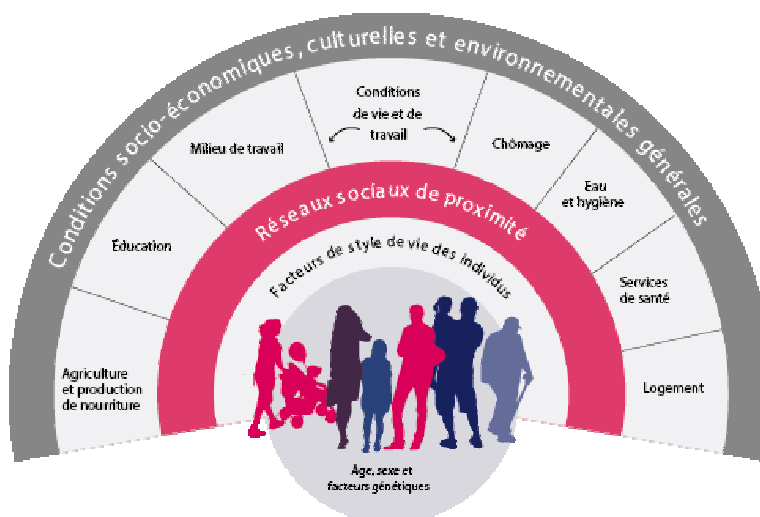 Conditions socio-économiques, culturelles et environnementales générales
Conditions
de vie et de
travail
Milieu de travail
Chômage
Éducation
Eau
et hygiène
Services
de santé
Agriculture
et production
de nourriture
Logement
Réseaux sociaux de proximité
Facteurs de style de vie des individus
Âge, sexe et
facteurs génétiques